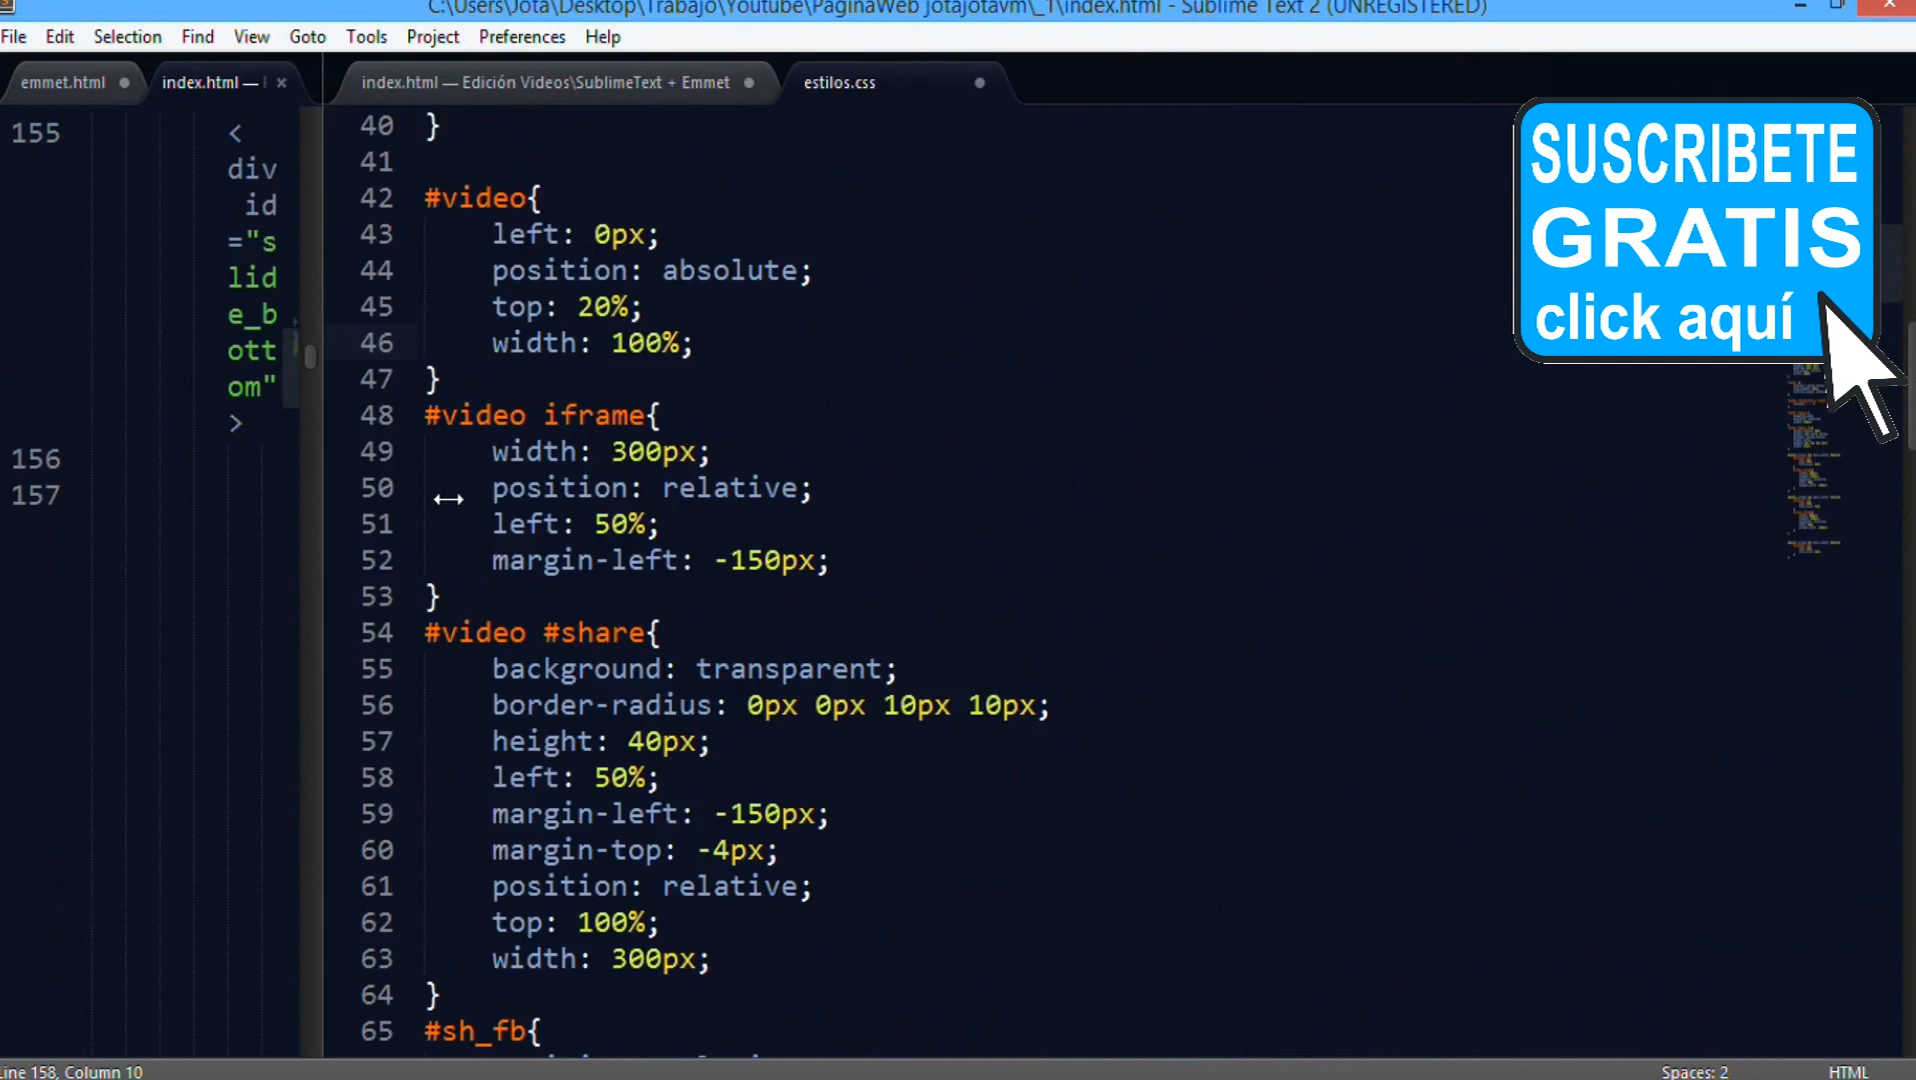 C:\Users\Jota\Desktop\Trabajo\Youtube\PaginaWeb jotajotavm\_1\index.html - Sublime Text 2 (UNREGISTERED)
File Edit Selection Find View Goto Tools Project Preferences Help
emmet.html index.html — index.html — Edición Videos\SublimeText + Emmet estilos.css
155 <
div
id
="s
lid
e_b
ott
om"
>
156
157
40 }
41
42 #video{
43 left: 0px;
44 position: absolute;
45 top: 20%;
46 width: 100%;
47 }
48 #video iframe{
49 width: 300px;
50 position: relative;
51 left: 50%;
52 margin-left: -150px;
53 }
54 #video #share{
55 background: transparent;
56 border-radius: 0px 0px 10px 10px;
57 height: 40px;
58 left: 50%;
59 margin-left: -150px;
60 margin-top: -4px;
61 position: relative;
62 top: 100%;
63 width: 300px;
64 }
65 #sh_fb{
SUSCRIBETE
GRATIS
click aquí
Line 158, Column 10 Spaces: 2 HTML